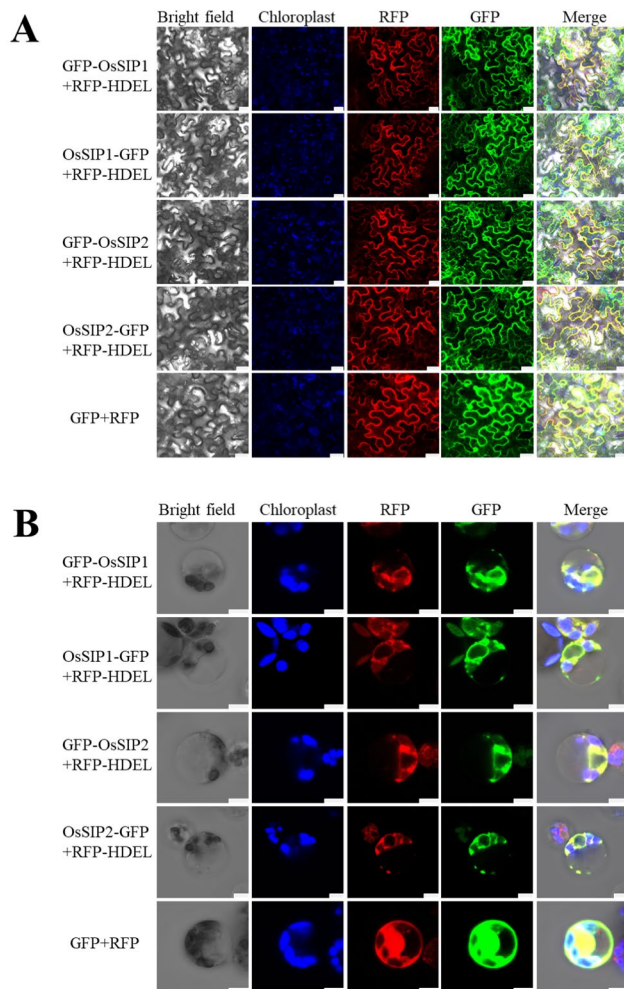 A
Bright field Chloroplast RFP GFP Merge
GFP-OsSIP1
+RFP-HDEL
OsSIP1-GFP
+RFP-HDEL
GFP-OsSIP2
+RFP-HDEL
OsSIP2-GFP
+RFP-HDEL
GFP+RFP
B
Bright field Chloroplast RFP GFP Merge
GFP-OsSIP1
+RFP-HDEL
OsSIP1-GFP
+RFP-HDEL
GFP-OsSIP2
+RFP-HDEL
OsSIP2-GFP
+RFP-HDEL
GFP+RFP